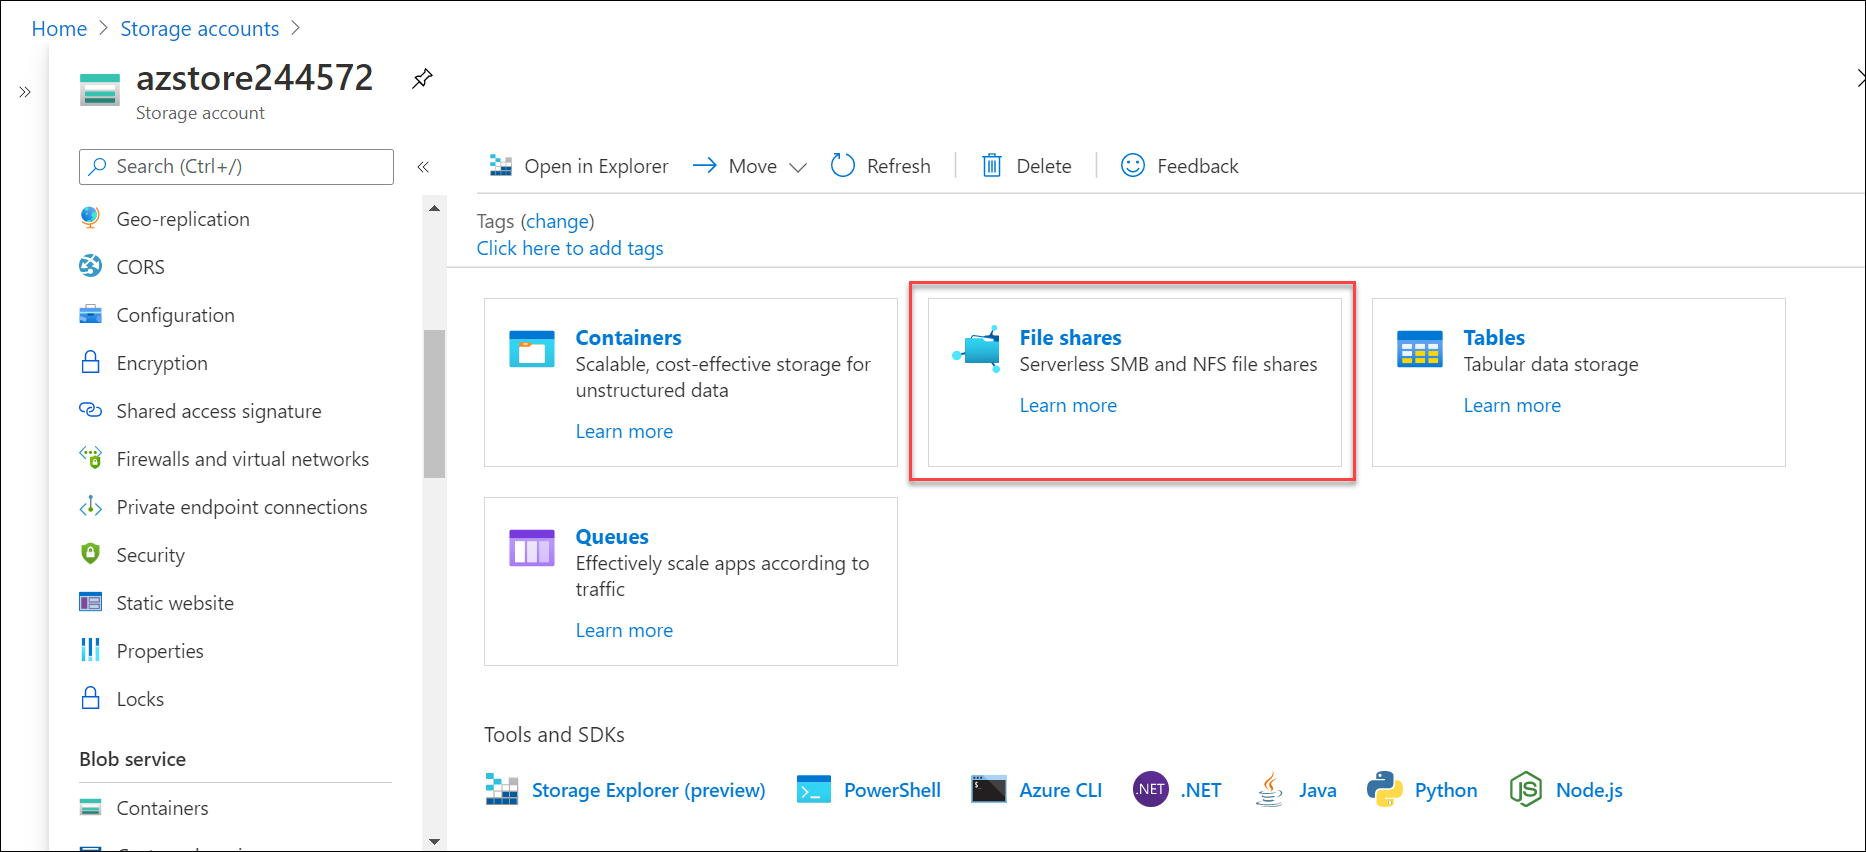 Home > Storage accounts >
azstore244572
Storage account
Search (Ctrl+/)
Geo-replication
CORS
Configuration
Encryption
Shared access signature
Firewalls and virtual networks
Private endpoint connections
Security
Static website
Properties
Locks
Blob service
Containers
Open in Explorer Move Refresh Delete Feedback
Tags (change)
Click here to add tags
Containers
Scalable, cost-effective storage for
unstructured data
Learn more
File shares
Serverless SMB and NFS file shares
Learn more
Tables
Tabular data storage
Learn more
Queues
Effectively scale apps according to
traffic
Learn more
Tools and SDKs
Storage Explorer (preview) PowerShell Azure CLI .NET .NET Java Python Node.js